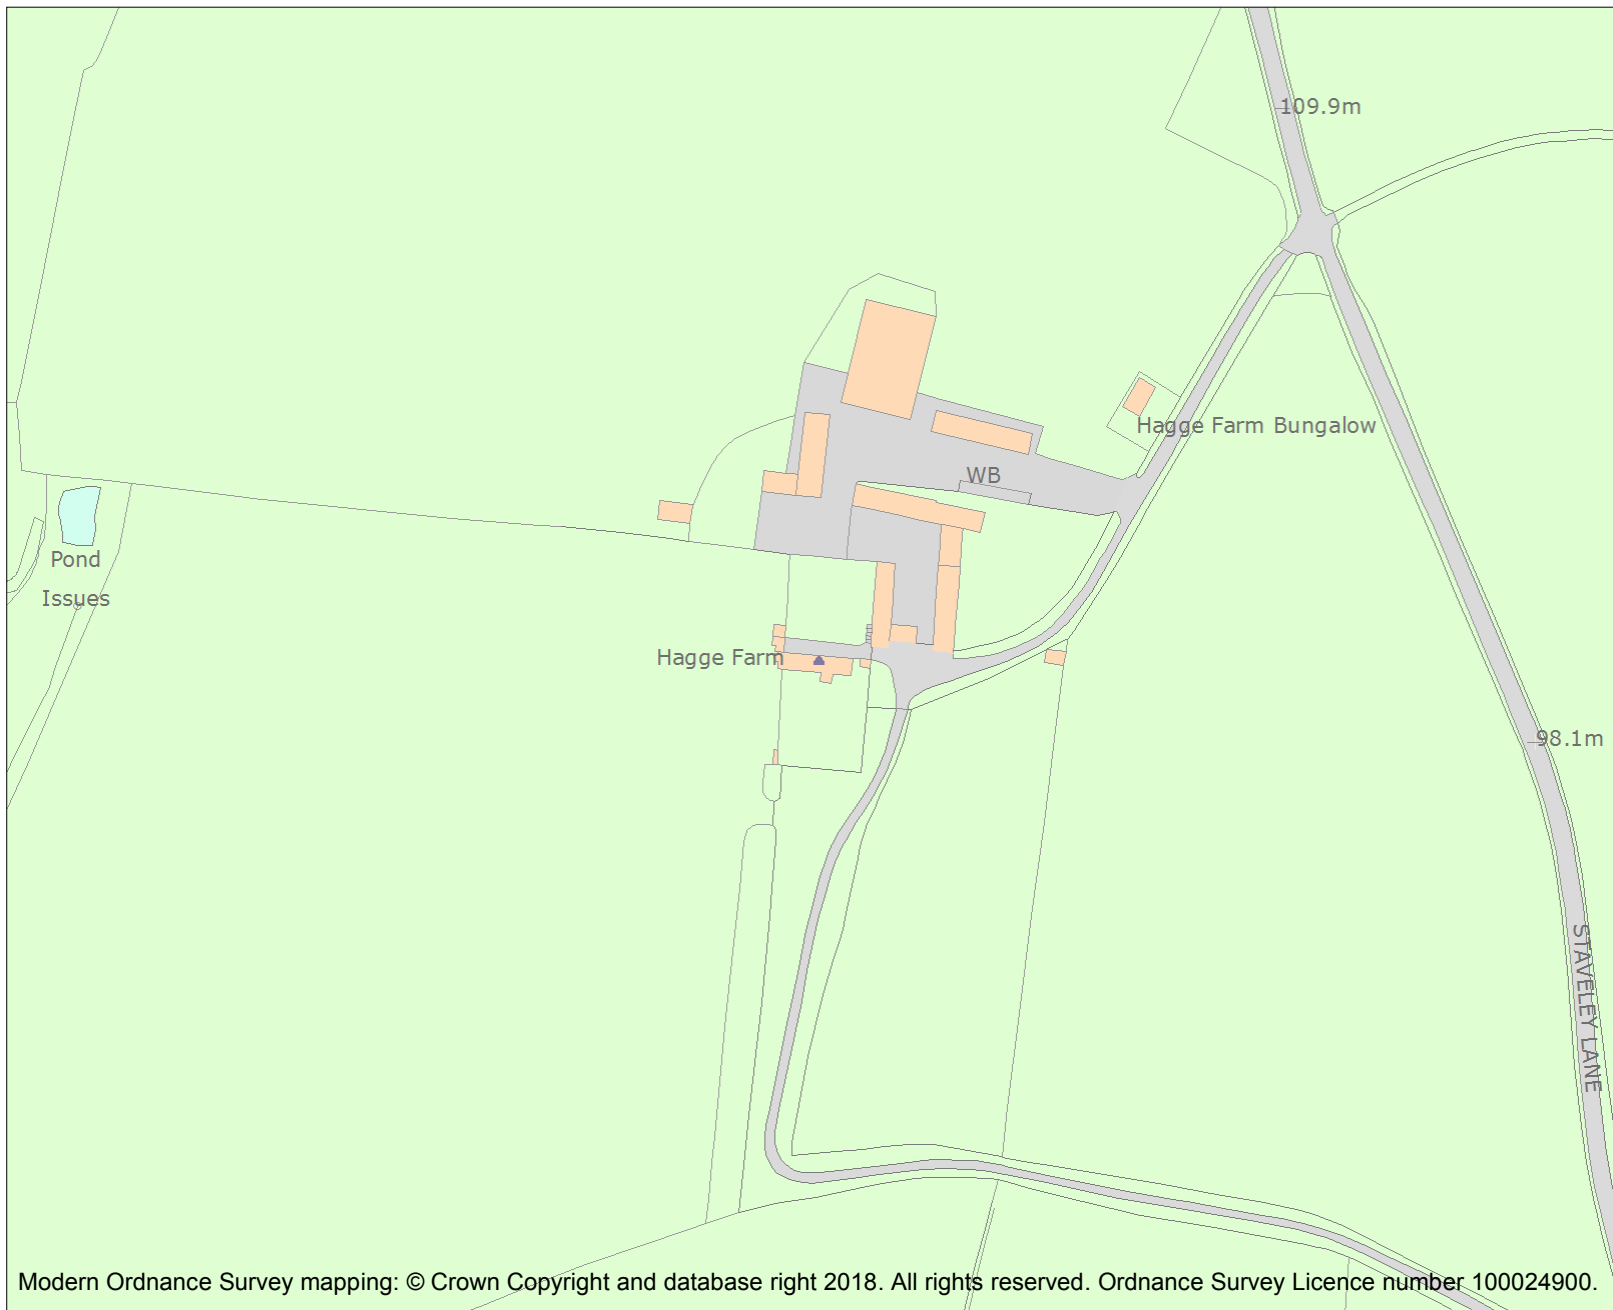 109.9m
Hagge Farm Bungalow
WB
Pond
Issues
Hagge Farm
98.1m
STAVELEY LANE
Modern Ordnance Survey mapping: © Crown Copyright and database right 2018. All rights reserved. Ordnance Survey Licence number 100024900.